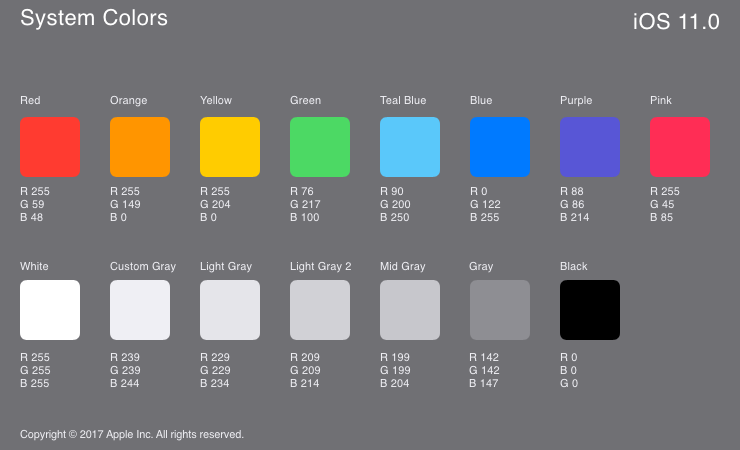 System Colors
iOS 11.0
Red
Orange
Yellow
Green
Teal Blue
Blue
Purple
Pink
R 255
G 59
B 48
R 255
G 149
B 0
R 255
G 204
B 0
R 76
G 217
B 100
R 90
G 200
B 250
R 0
G 122
B 255
R 88
G 86
B 214
R 255
G 45
B 85
White
Custom Gray
Light Gray
Light Gray 2
Mid Gray
Gray
Black
R 255
G 255
B 255
R 239
G 239
B 244
R 229
G 229
B 234
R 209
G 209
B 214
R 199
G 199
B 204
R 142
G 142
B 147
R 0
B 0
G 0
Copyright © 2017 Apple Inc. All rights reserved.